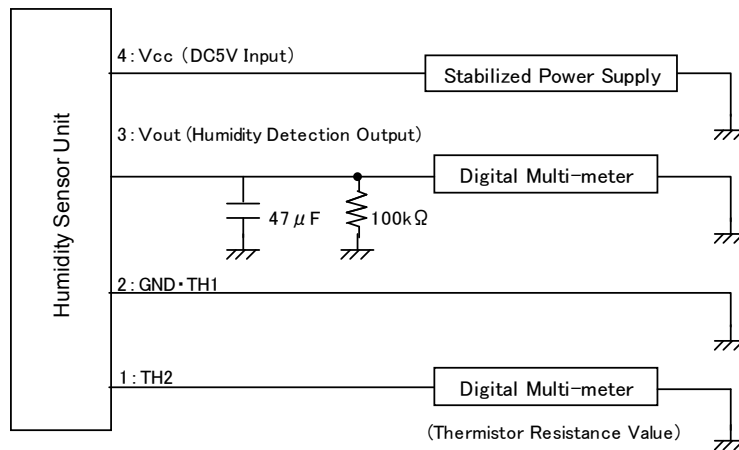 Humidity Sensor Unit
4:Vcc (DC5V Input)
Stabilized Power Supply
3:Vout (Humidity Detection Output)
Digital Multi-meter
47μF
100kΩ
2:GND・TH1
1:TH2
Digital Multi-meter
(Thermistor Resistance Value)